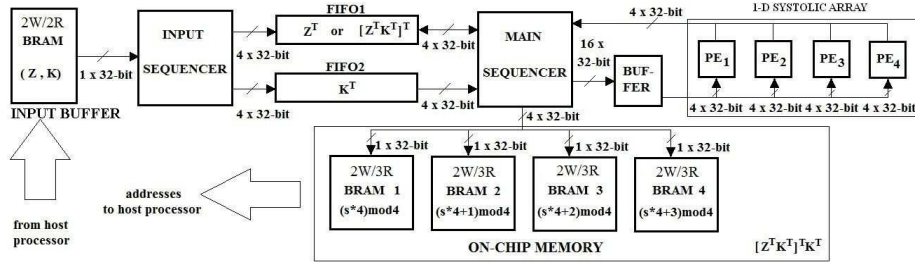 2W/2R
BRAM
( Z , K)
INPUT BUFFER
from host
processor
1 x 32-bit
INPUT
SEQUENCER
4 x 32-bit
4 x 32-bit
FIFO1
Z^T or [Z^T K^T]^T
FIFO2
K^T
4 x 32-bit
4 x 32-bit
MAIN
SEQUENCER
4 x 32-bit
16 x
32-bit
BUF-
FER
1-D SYSTOLIC ARRAY
PE1
PE2
PE3
PE4
4 x 32-bit
4 x 32-bit
4 x 32-bit
4 x 32-bit
4 x 32-bit
1 x 32-bit
1 x 32-bit
1 x 32-bit
1 x 32-bit
2W/3R
BRAM 1
(s*4)mod4
2W/3R
BRAM 2
(s*4+1)mod4
2W/3R
BRAM 3
(s*4+2)mod4
2W/3R
BRAM 4
(s*4+3)mod4
ON-CHIP MEMORY
[Z^T K^T]^T K^T
addresses
to host processor